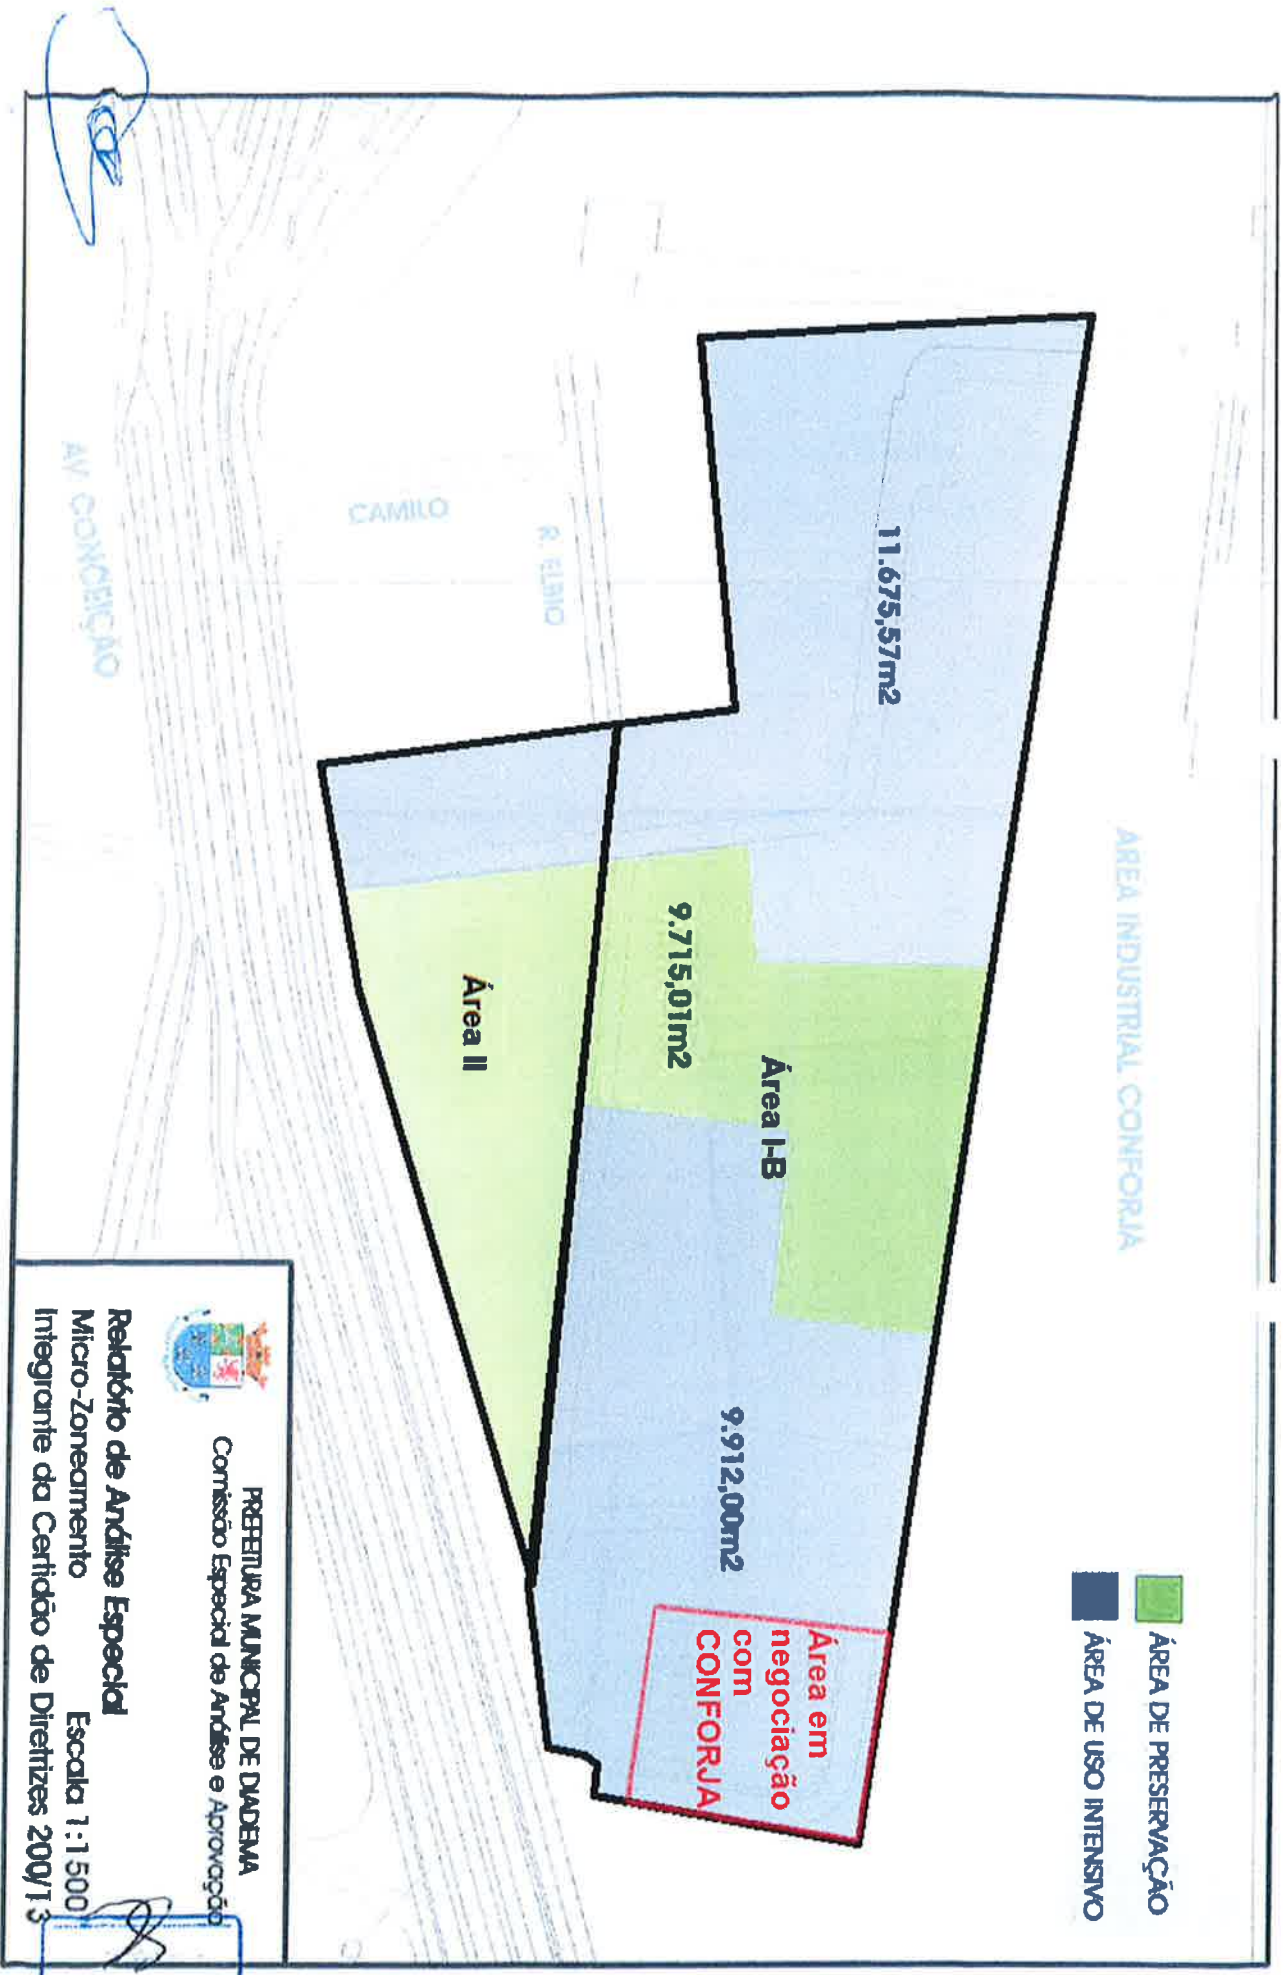 ÁREA DE PRESERVAÇÃO
ÁREA DE USO INTENSIVO
ÁREA INDUSTRIAL CONFORJA
11.675,57m2
Área I-B
9.715,01m2
9.912,00m2
Área em
negociação
com
CONFORJA
Área II
R. ELBIO
CAMILO
AV. CONCEIÇÃO
PREFEITURA MUNICIPAL DE DIADEMA
Comissão Especial de Análise e Aprovação
Relatório de Análise Especial
Micro-Zoneamento Escala 1:1500
Integrante da Certidão de Diretrizes 200/13